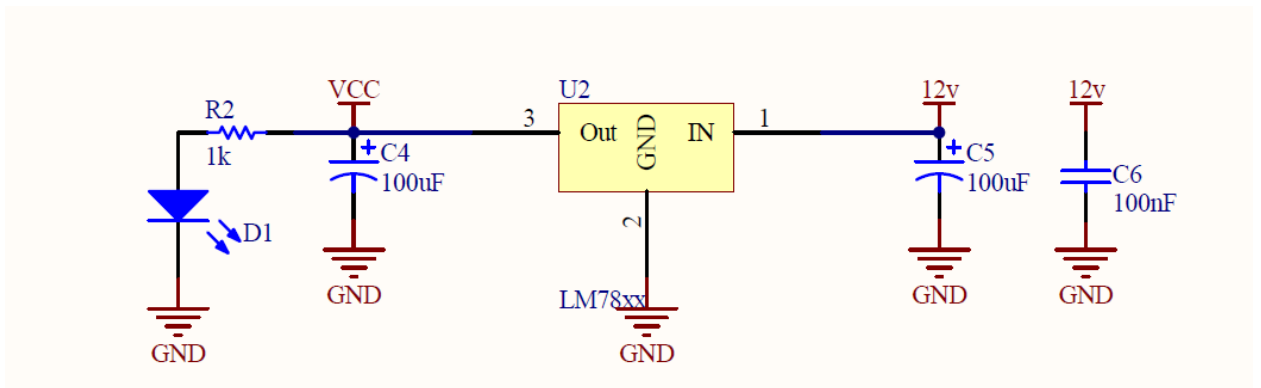 VCC
U2
12v
12v
R2
3
Out
GND
IN
1
1k
+
C4
100uF
+
C5
100uF
C6
100nF
2
D1
GND
LM78xx
GND
GND
GND
GND